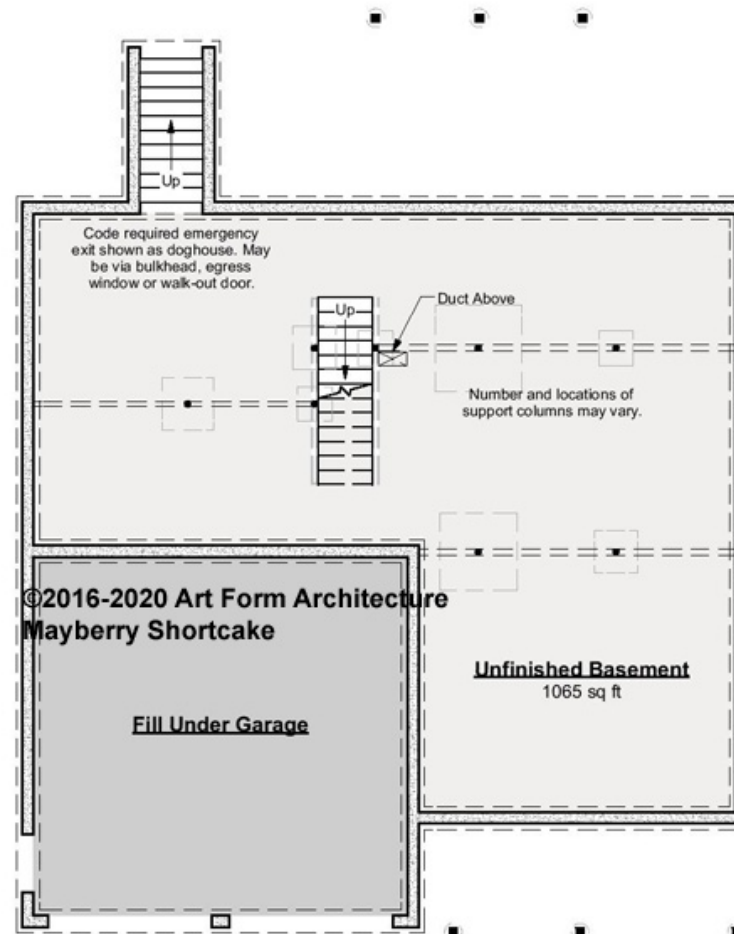 Up
Code required emergency
exit shown as doghouse. May
be via bulkhead, egress
window or walk-out door.
Up
Duct Above
Number and locations of
support columns may vary.
©2016-2020 Art Form Architecture
Mayberry Shortcake
Unfinished Basement
1065 sq ft
Fill Under Garage